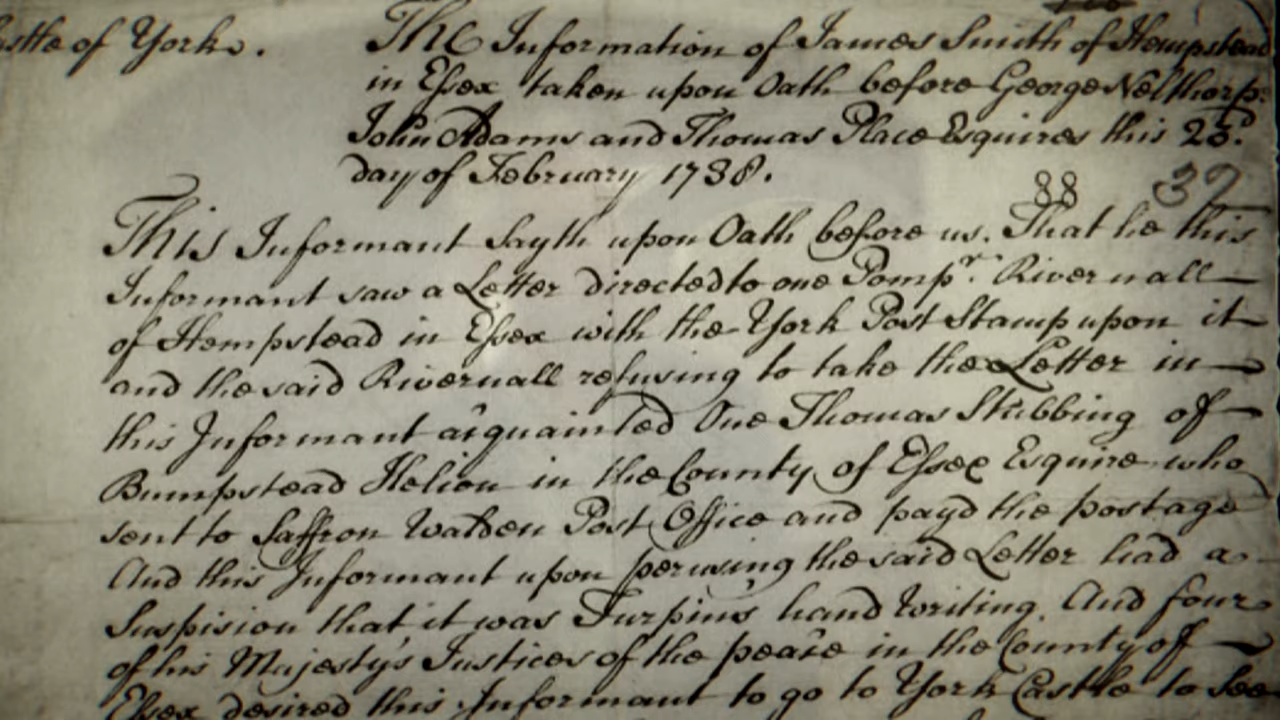 stle of York.
The Information of James Smith of Hempstead
in Essex taken upon Oath before George Nelthorp:
John Adams and Thomas Place Esquires this 23.d
day of February 1738.
88 32
This Informant Sayth upon Oath before us. That he this
Informant saw a Letter directed to one Pomp.r Rivernall
of Hempstead in Essex with the York Post Stamp upon it
and the said Rivernall refusing to take the Letter in
this Informant acquainted One Thomas Stubbing of
Bumpstead Helion in the County of Essex Esquire who
sent to Saffron Walden Post Office and payd the postage
And this Informant upon perusing the said Letter had a
Suspision that it was Turpins hand Writing. And four
of his Majesty's Justices of the peace in the County of
Essex desired this Informant to go to York Castle to See